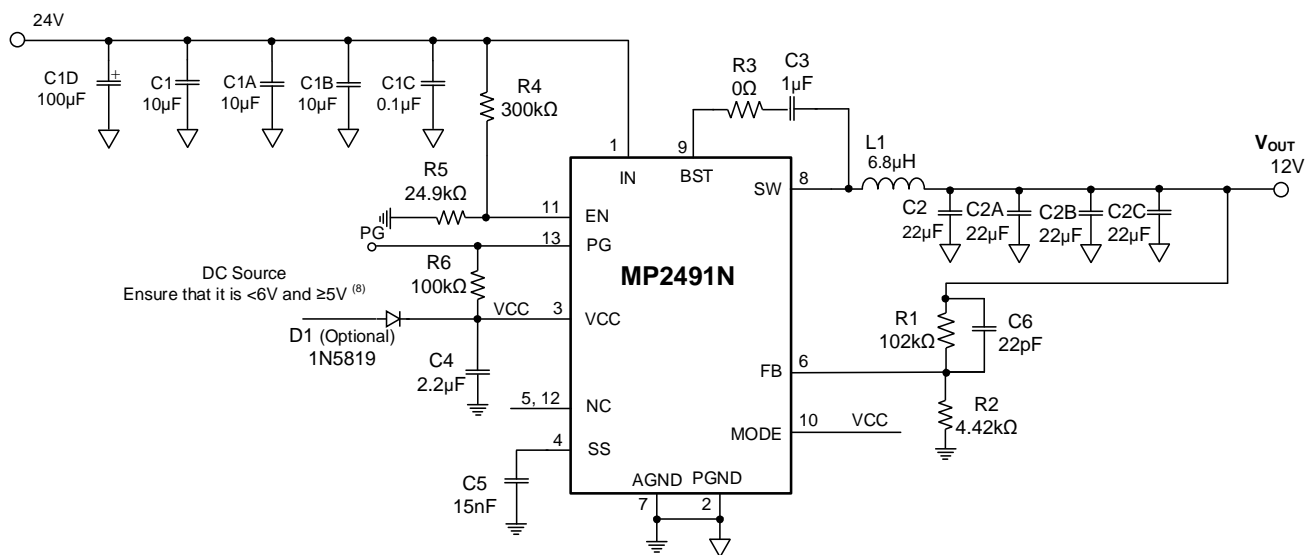 24V
C1D
100µF
+
C1
10µF
C1A
10µF
C1B
10µF
C1C
0.1µF
R4
300kΩ
R3
0Ω
C3
1µF
L1
6.8µH
VOUT
12V
1
IN
9
BST
SW
8
C2
22µF
C2A
22µF
C2B
22µF
C2C
22µF
R5
24.9kΩ
11
EN
PG
13
PG
MP2491N
DC Source
Ensure that it is <6V and ≥5V (8)
R6
100kΩ
VCC
3
VCC
D1 (Optional)
1N5819
C4
2.2µF
R1
102kΩ
C6
22pF
FB
6
R2
4.42kΩ
5, 12
NC
MODE
10
VCC
4
SS
C5
15nF
AGND
PGND
7
2